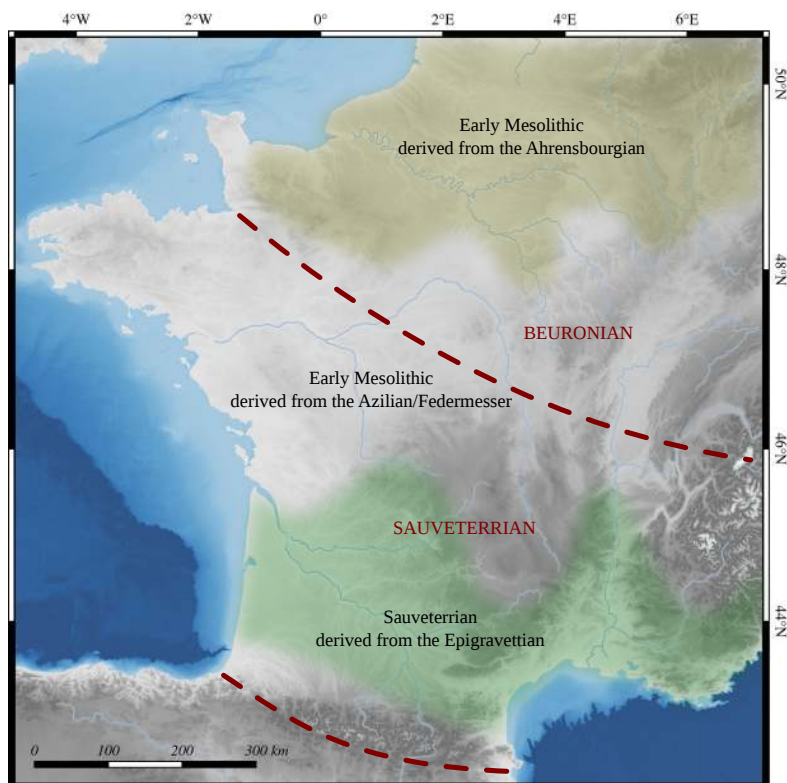 4°W 2°W 0° 2°E 4°E 6°E
50°N
Early Mesolithic
derived from the Ahrensbourgian
48°N
BEURONIAN
Early Mesolithic
derived from the Azilian/Federmesser
46°N
SAUVETERRIAN
44°N
Sauveterrian
derived from the Epigravettian
0 100 200 300 km